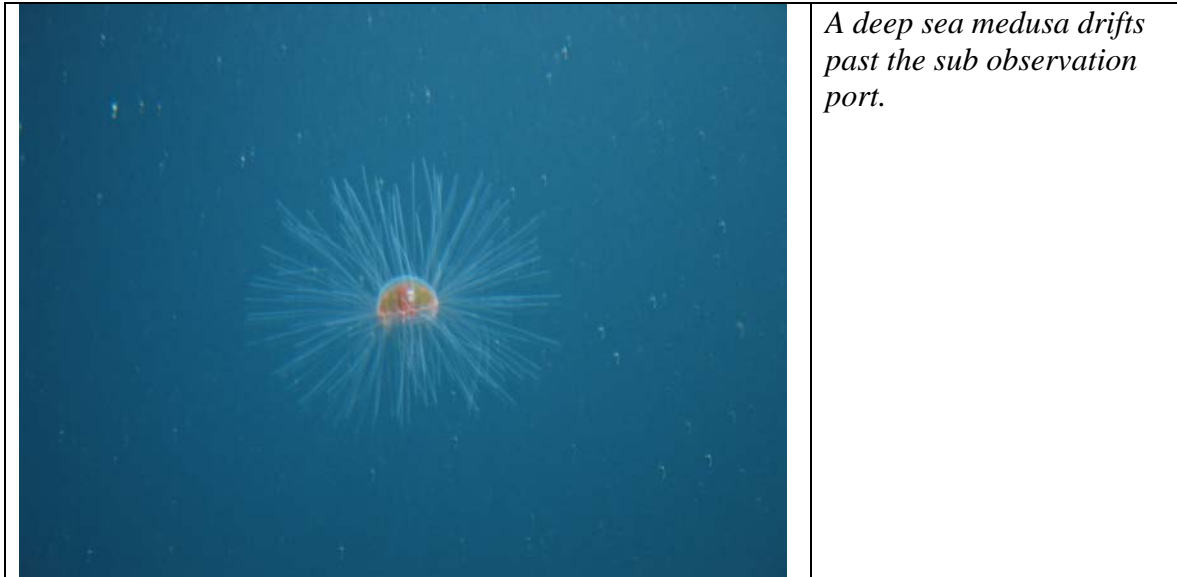 A deep sea medusa drifts
past the sub observation
port.